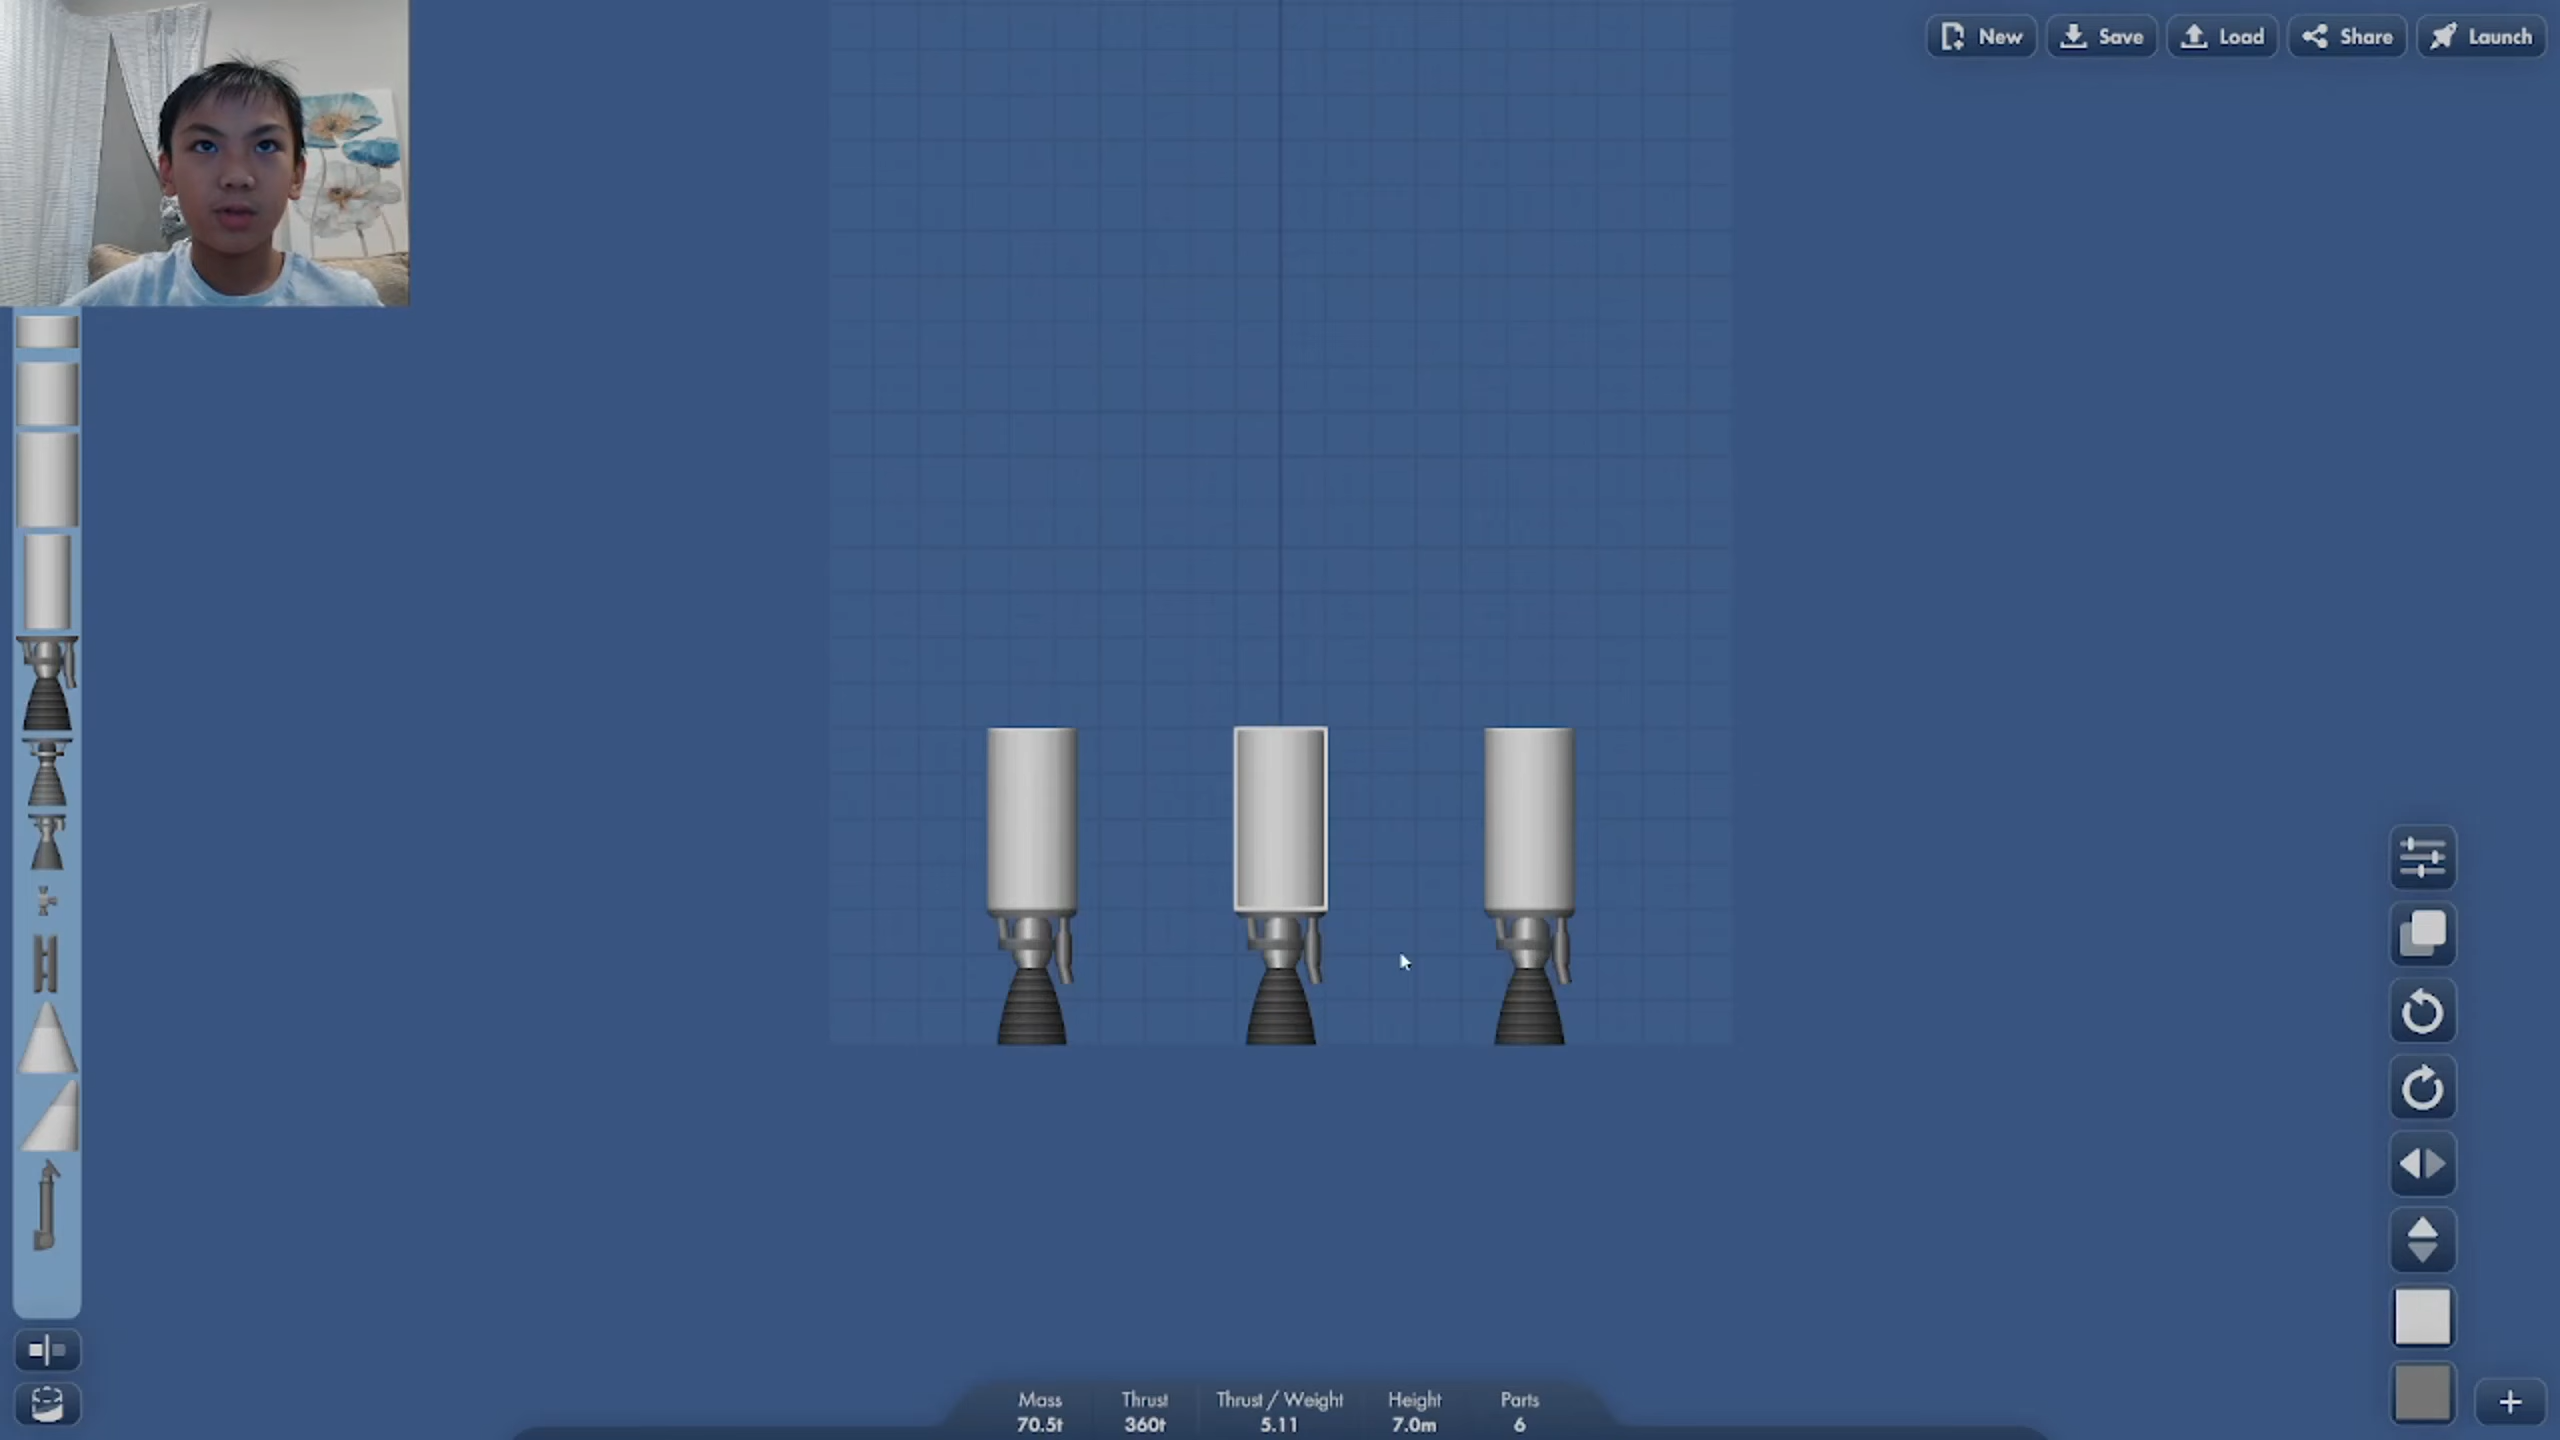 New Save Load Share Launch
Mass Thrust Thrust / Weight Height Parts
70.5t 360t 5.11 7.0m 6